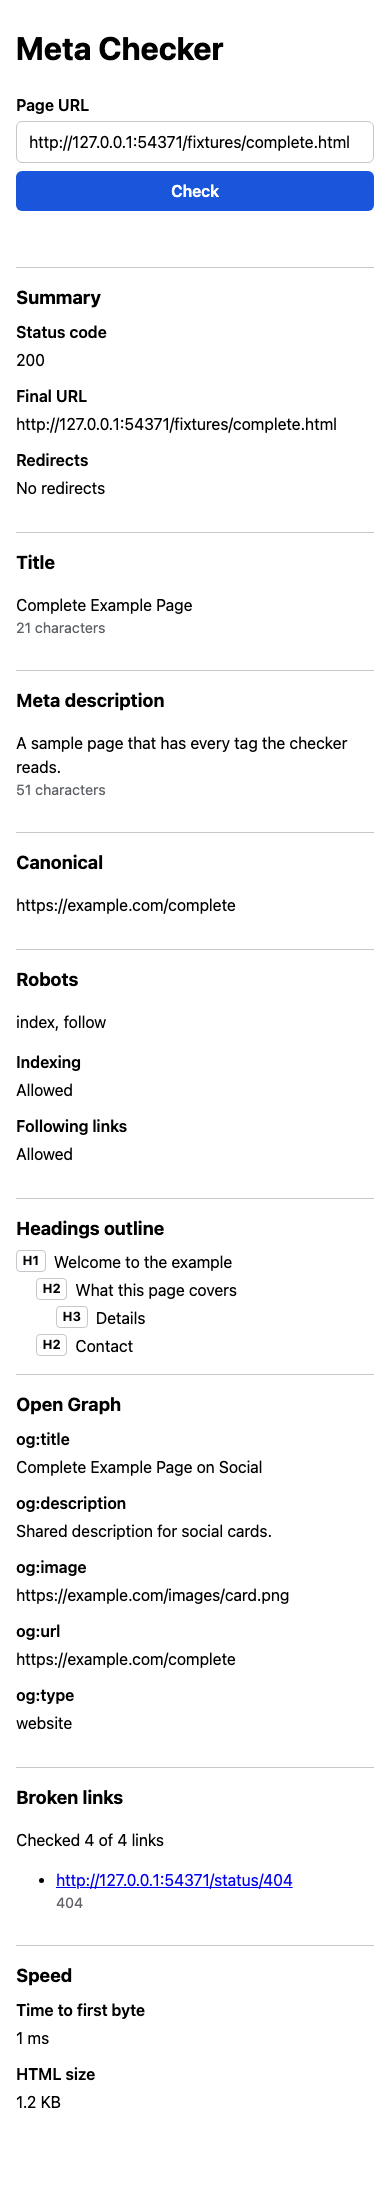 Meta Checker
Page URL
http://127.0.0.1:54371/fixtures/complete.html
Check
Summary
Status code
200
Final URL
http://127.0.0.1:54371/fixtures/complete.html
Redirects
No redirects
Title
Complete Example Page
21 characters
Meta description
A sample page that has every tag the checker
reads.
51 characters
Canonical
https://example.com/complete
Robots
index, follow
Indexing
Allowed
Following links
Allowed
Headings outline
H1 Welcome to the example
H2 What this page covers
H3 Details
H2 Contact
Open Graph
og:title
Complete Example Page on Social
og:description
Shared description for social cards.
og:image
https://example.com/images/card.png
og:url
https://example.com/complete
og:type
website
Broken links
Checked 4 of 4 links
• http://127.0.0.1:54371/status/404
404
Speed
Time to first byte
1 ms
HTML size
1.2 KB